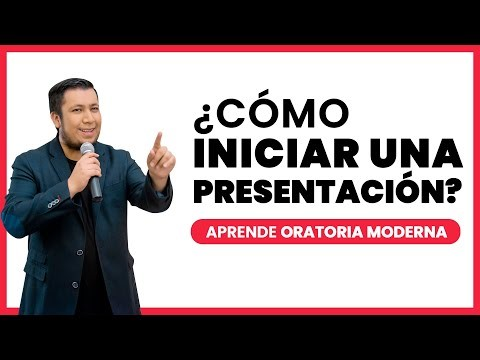 ¿CÓMO
INICIAR UNA
PRESENTACIÓN?
APRENDE ORATORIA MODERNA